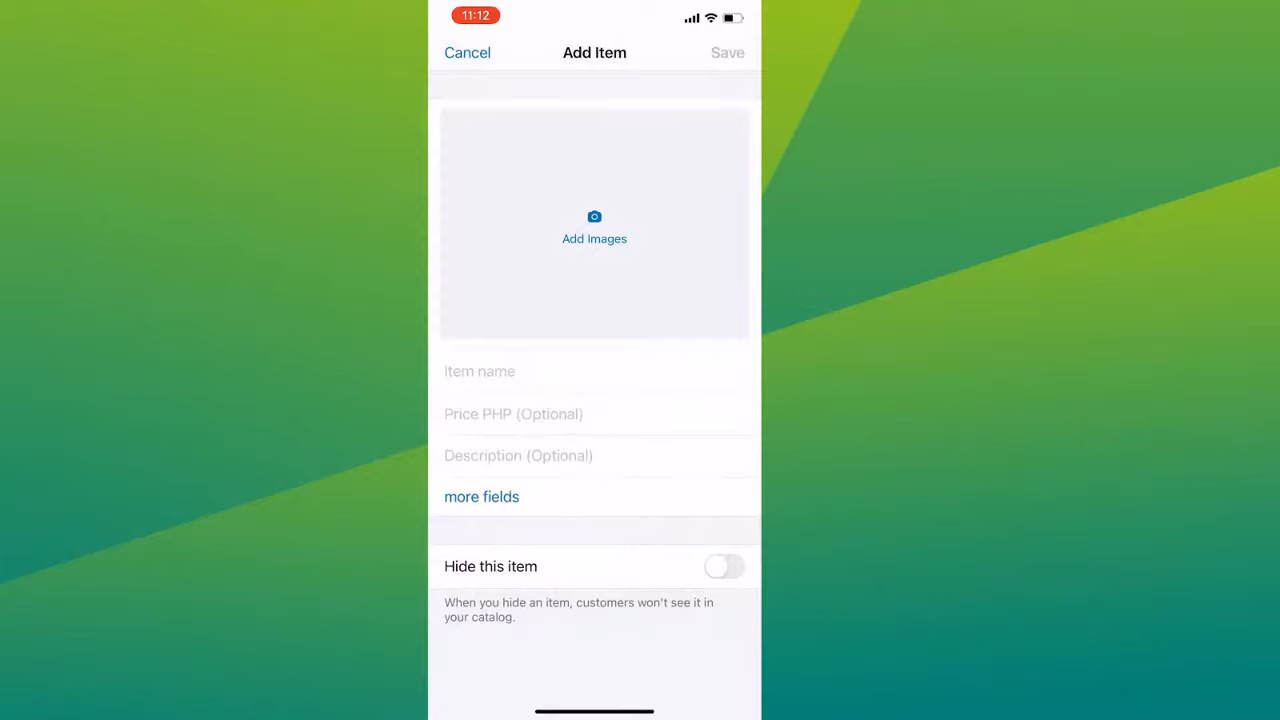 11:12
Cancel Add Item Save
Add Images
Item name
Price PHP (Optional)
Description (Optional)
more fields
Hide this item
When you hide an item, customers won't see it in
your catalog.